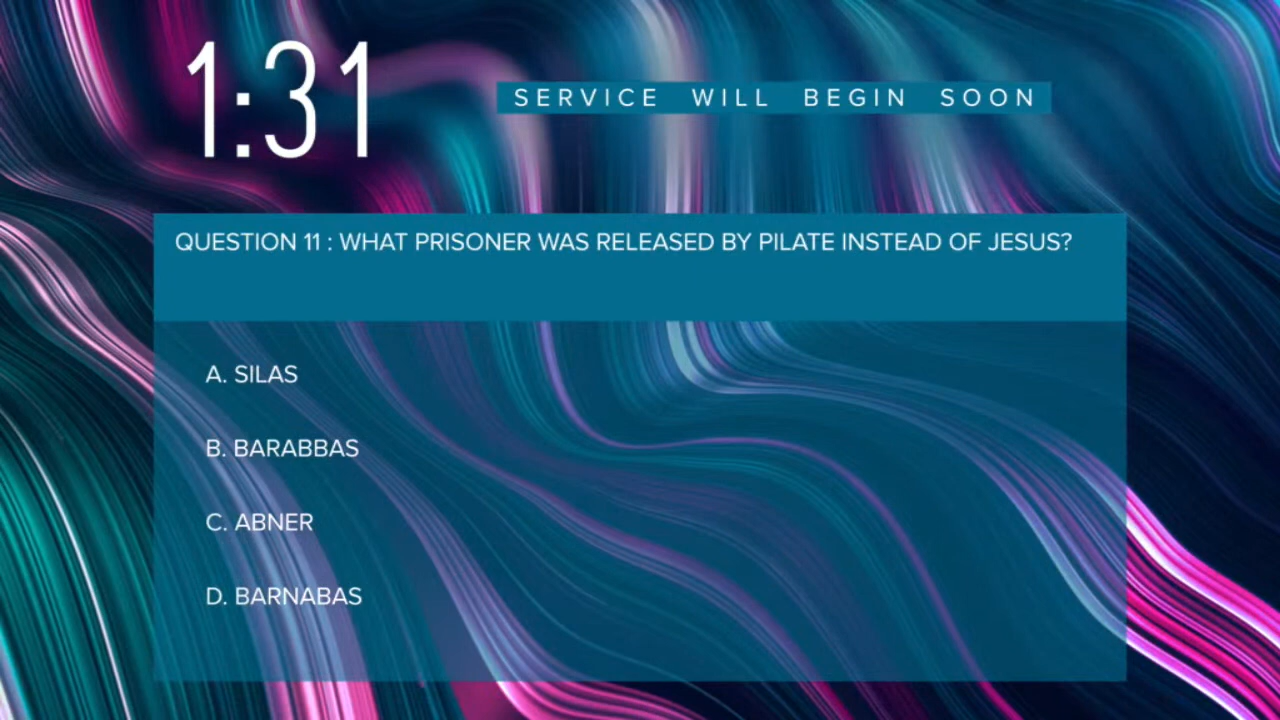 1:31
SERVICE WILL BEGIN SOON
QUESTION 11 : WHAT PRISONER WAS RELEASED BY PILATE INSTEAD OF JESUS?
A. SILAS
B. BARABBAS
C. ABNER
D. BARNABAS